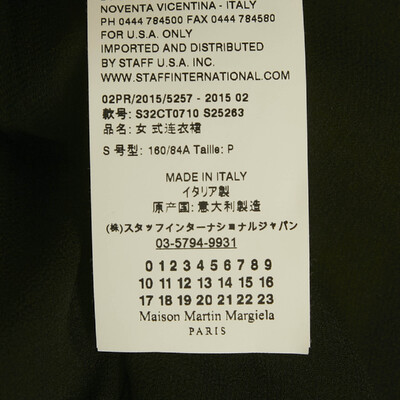 NOVENTA VICENTINA - ITALY
PH 0444 784500 FAX 0444 784580
FOR U.S.A. ONLY
IMPORTED AND DISTRIBUTED
BY STAFF U.S.A. INC.
WWW.STAFFINTERNATIONAL.COM
02PR/2015/5257 - 2015 02
款号: S32CT0710 S25263
品名: 女 式连衣裙
S 号型: 160/84A Taille: P
MADE IN ITALY
イタリア製
原产国: 意大利製造
(株)スタッフインターナショナルジャパン
03-5794-9931
0 1 2 3 4 5 6 7 8 9
10 11 12 13 14 15 16
17 18 19 20 21 22 23
Maison Martin Margiela
PARIS